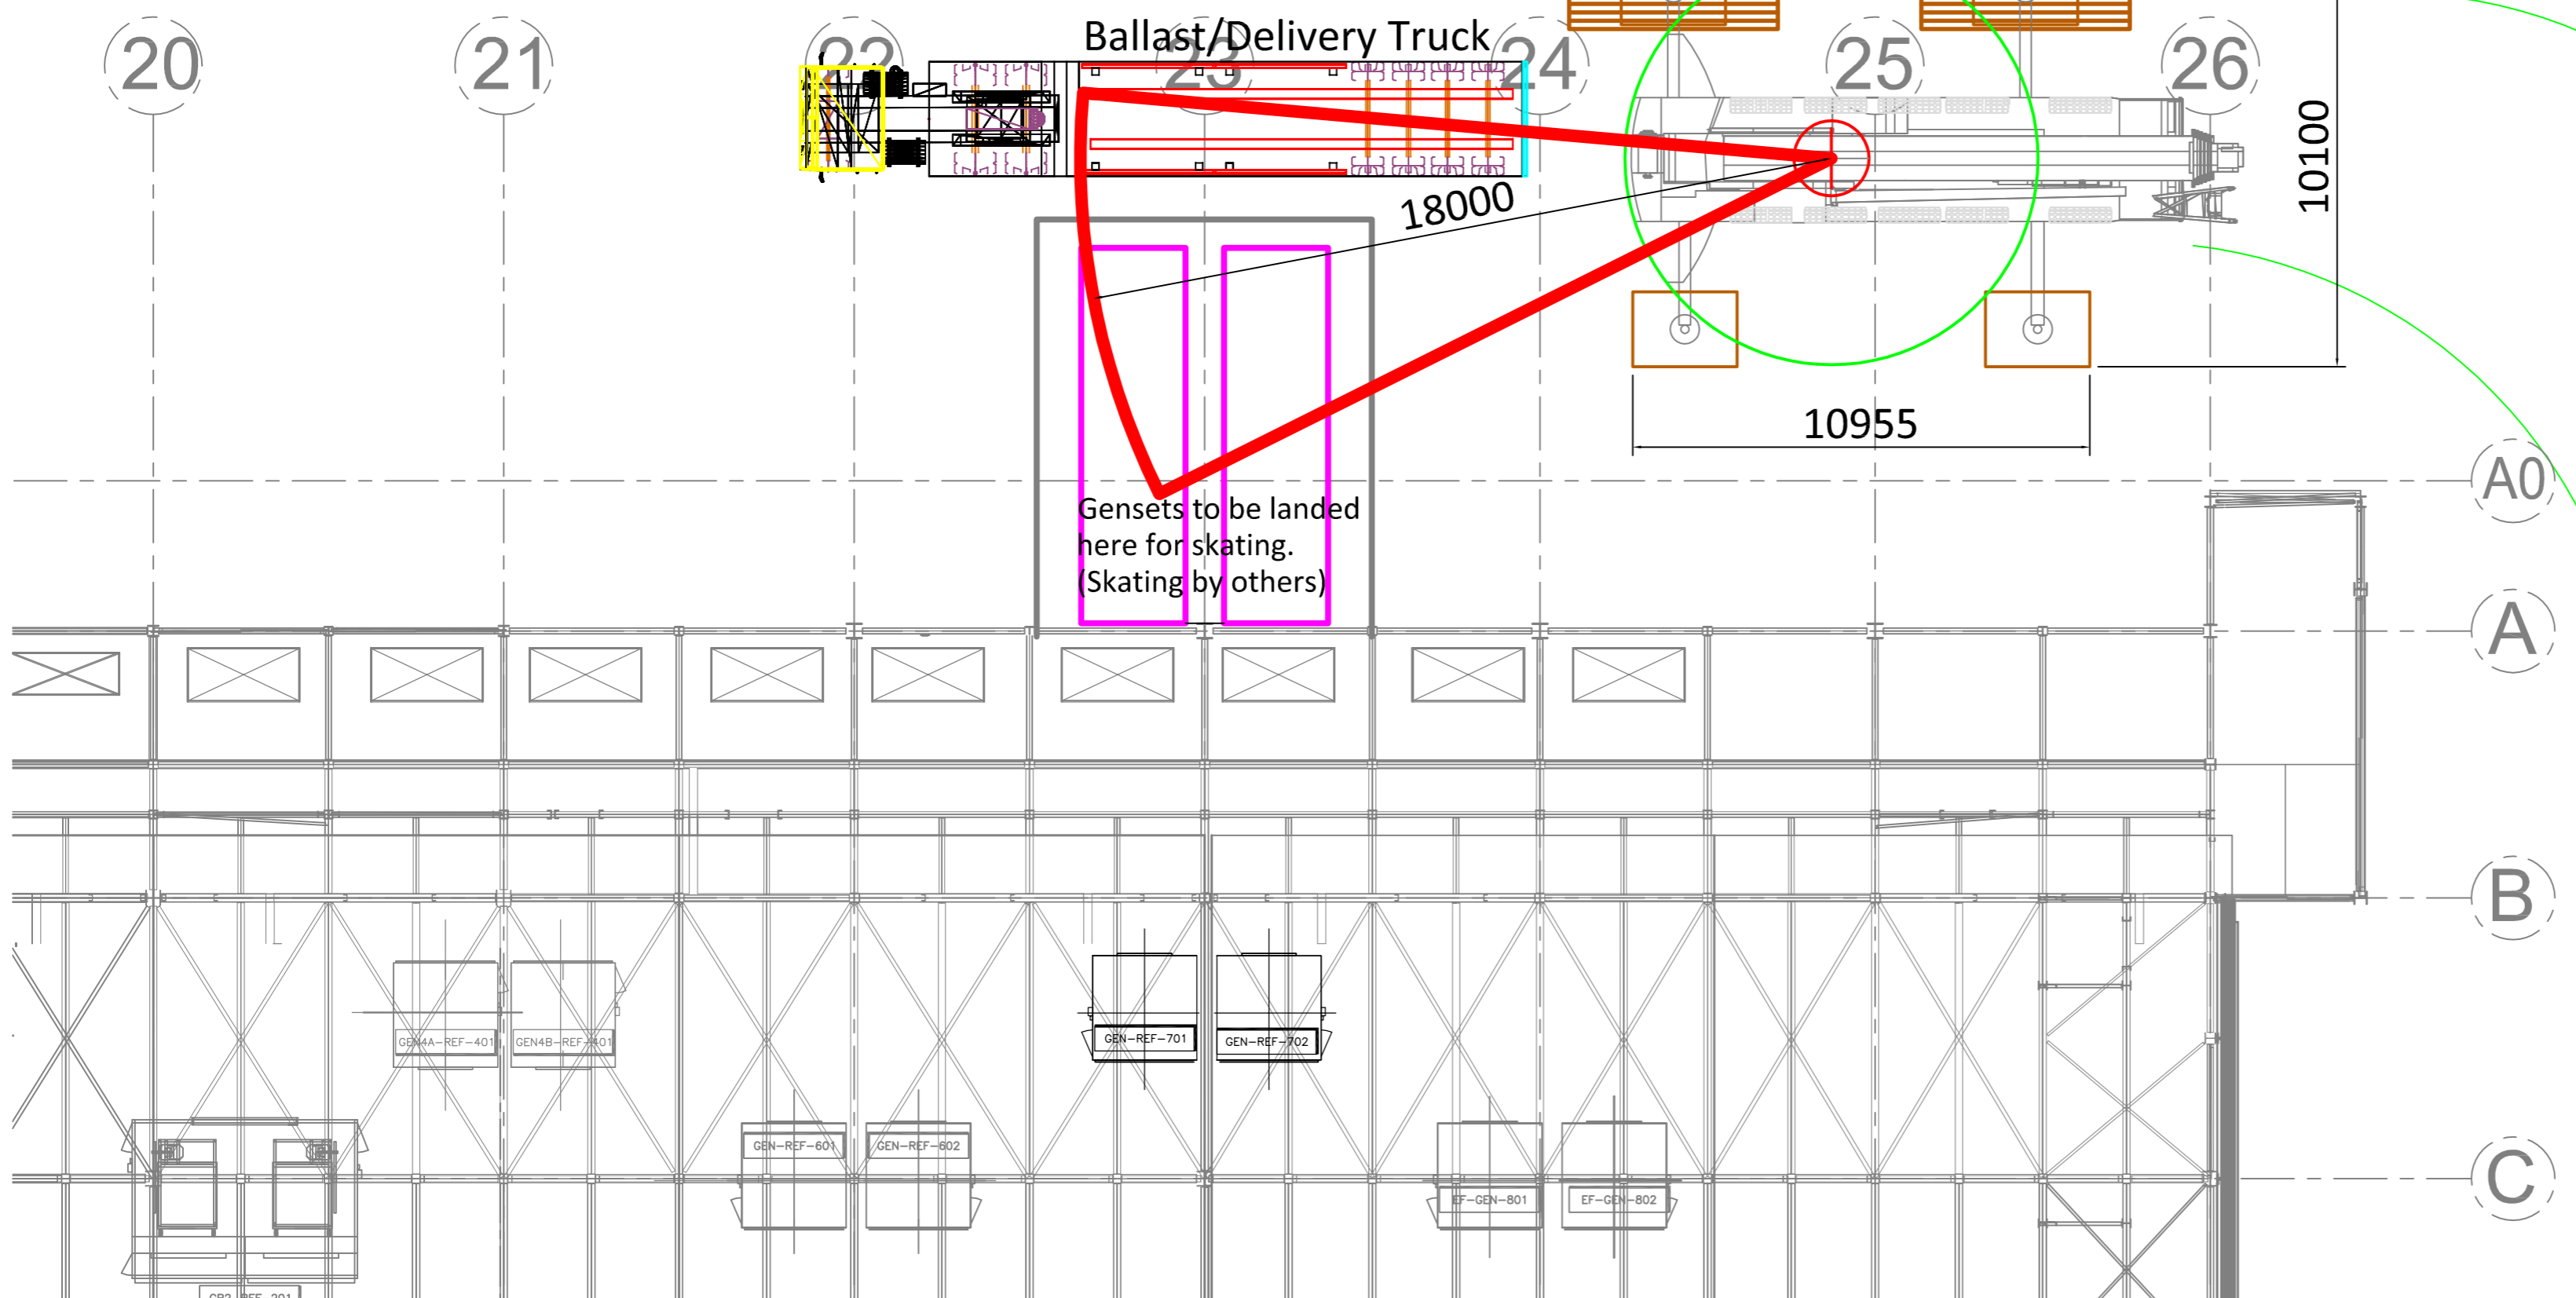 20
21
22
Ballast/Delivery Truck
23
24
25
26
18000
10100
10955
A0
Gensets to be landed
here for skating.
(Skating by others)
A
B
GEN4A-REF-401
GEN4B-REF-401
GEN-REF-701
GEN-REF-702
GEN-REF-601
GEN-REF-602
C
EF-GEN-801
EF-GEN-802